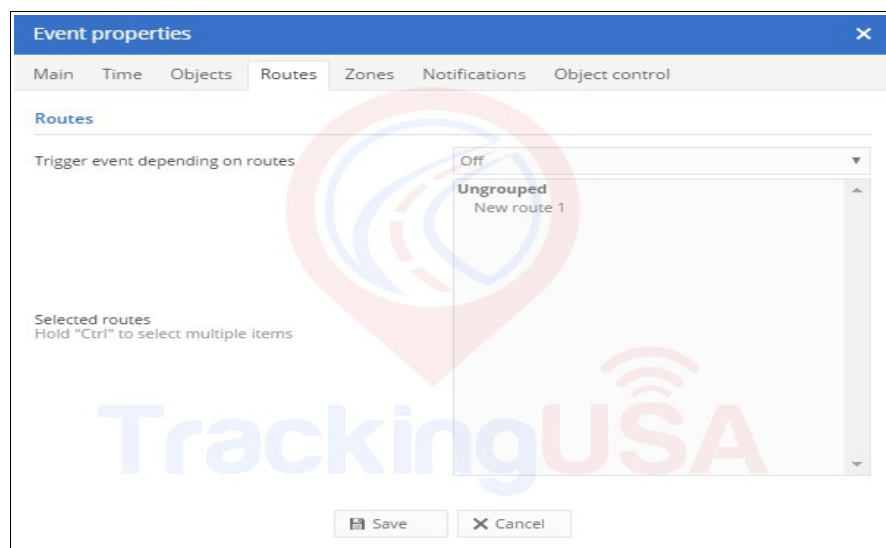 Event properties
Main Time Objects Routes Zones Notifications Object control
Routes
Trigger event depending on routes Off
Ungrouped
New route 1
Selected routes
Hold "Ctrl" to select multiple items
TrackingUSA
Save Cancel